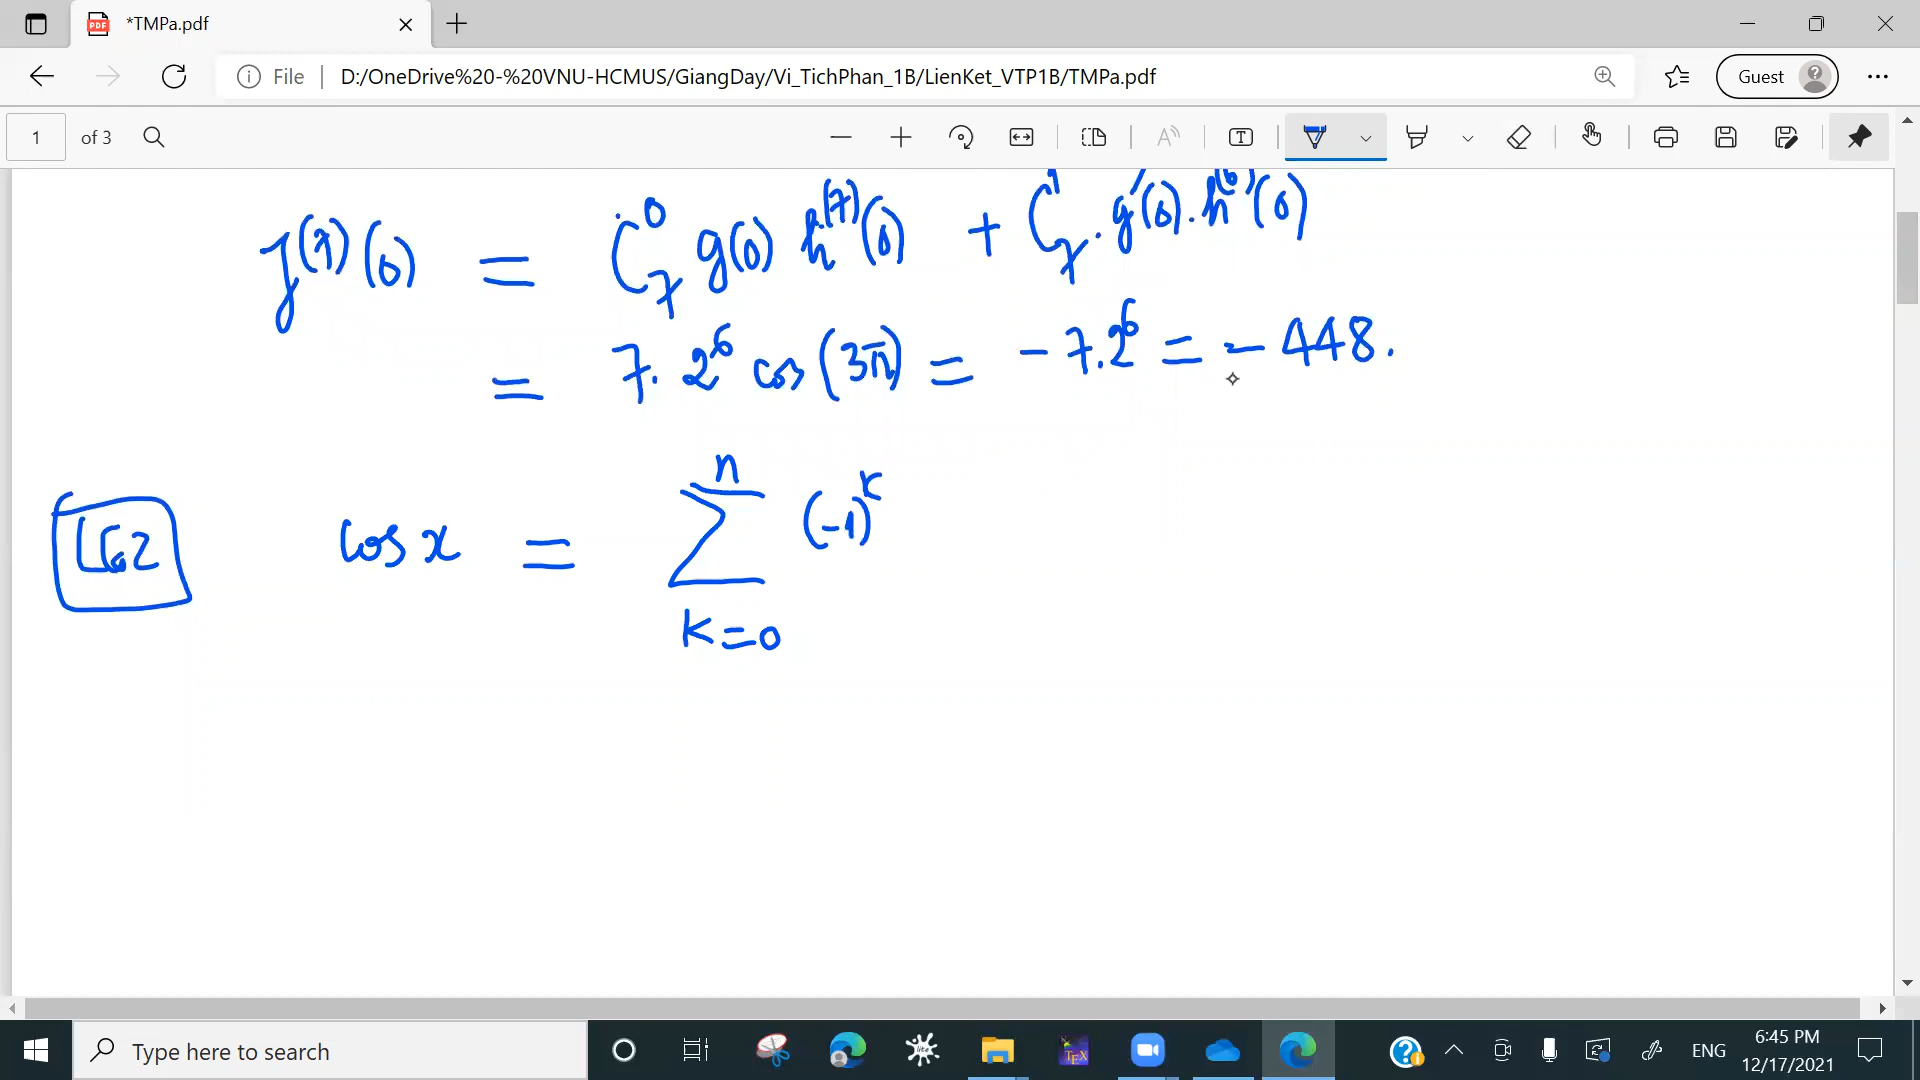 *TMPa.pdf
File D:/OneDrive%20-%20VNU-HCMUS/GiangDay/Vi_TichPhan_1B/LienKet_VTP1B/TMPa.pdf Guest
1 of 3
f^(7)(0) = C_7^0 g(0) h^(7)(0) + C_7^1 . g'(0) . h^(6)(0)
= 7. 2^6 cos (3π) = - 7. 2^6 = - 448.
cos x = ∑_{k=0}^{n} (-1)^k
Type here to search
ENG 6:45 PM
12/17/2021